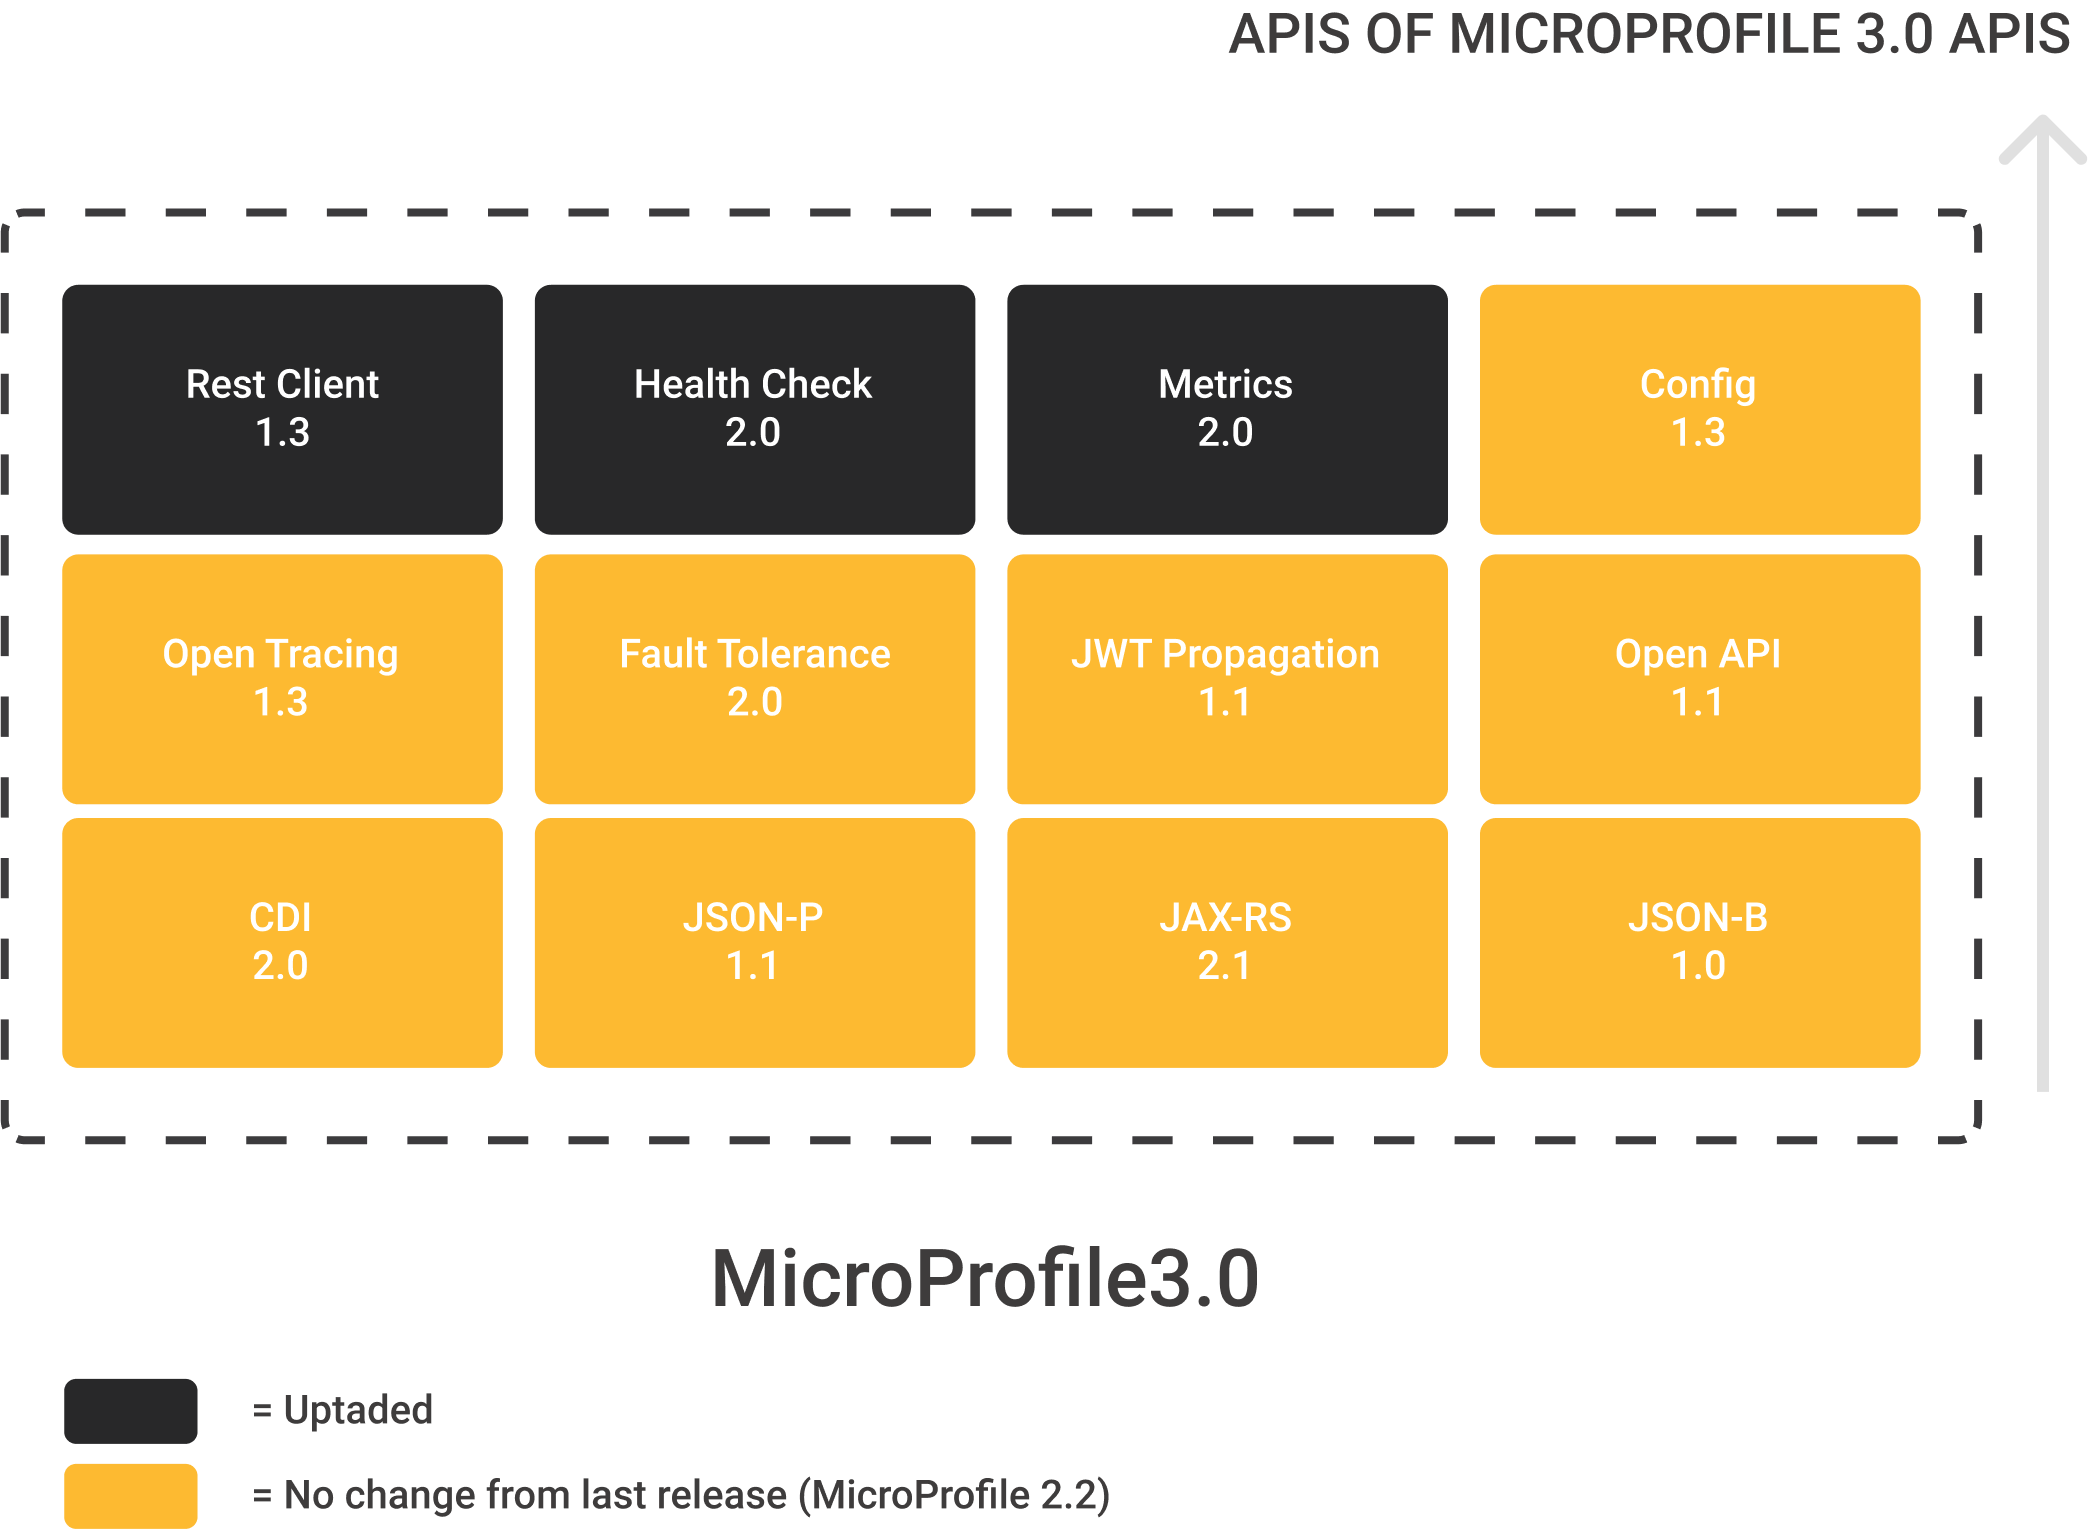 APIS OF MICROPROFILE 3.0 APIS
Rest Client
1.3
Health Check
2.0
Metrics
2.0
Config
1.3
Open Tracing
1.3
Fault Tolerance
2.0
JWT Propagation
1.1
Open API
1.1
CDI
2.0
JSON-P
1.1
JAX-RS
2.1
JSON-B
1.0
MicroProfile3.0
= Uptaded
= No change from last release (MicroProfile 2.2)